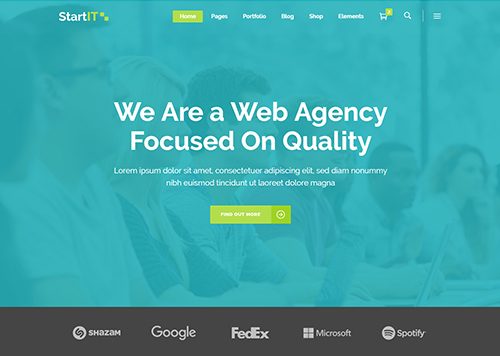 StartIT
Home Pages Portfolio Blog Shop Elements
We Are a Web Agency
Focused On Quality
Lorem ipsum dolor sit amet, consectetuer adipiscing elit, sed diam nonummy
nibh euismod tincidunt ut laoreet dolore magna
FIND OUT MORE
SHAZAM Google FedEx Microsoft Spotify